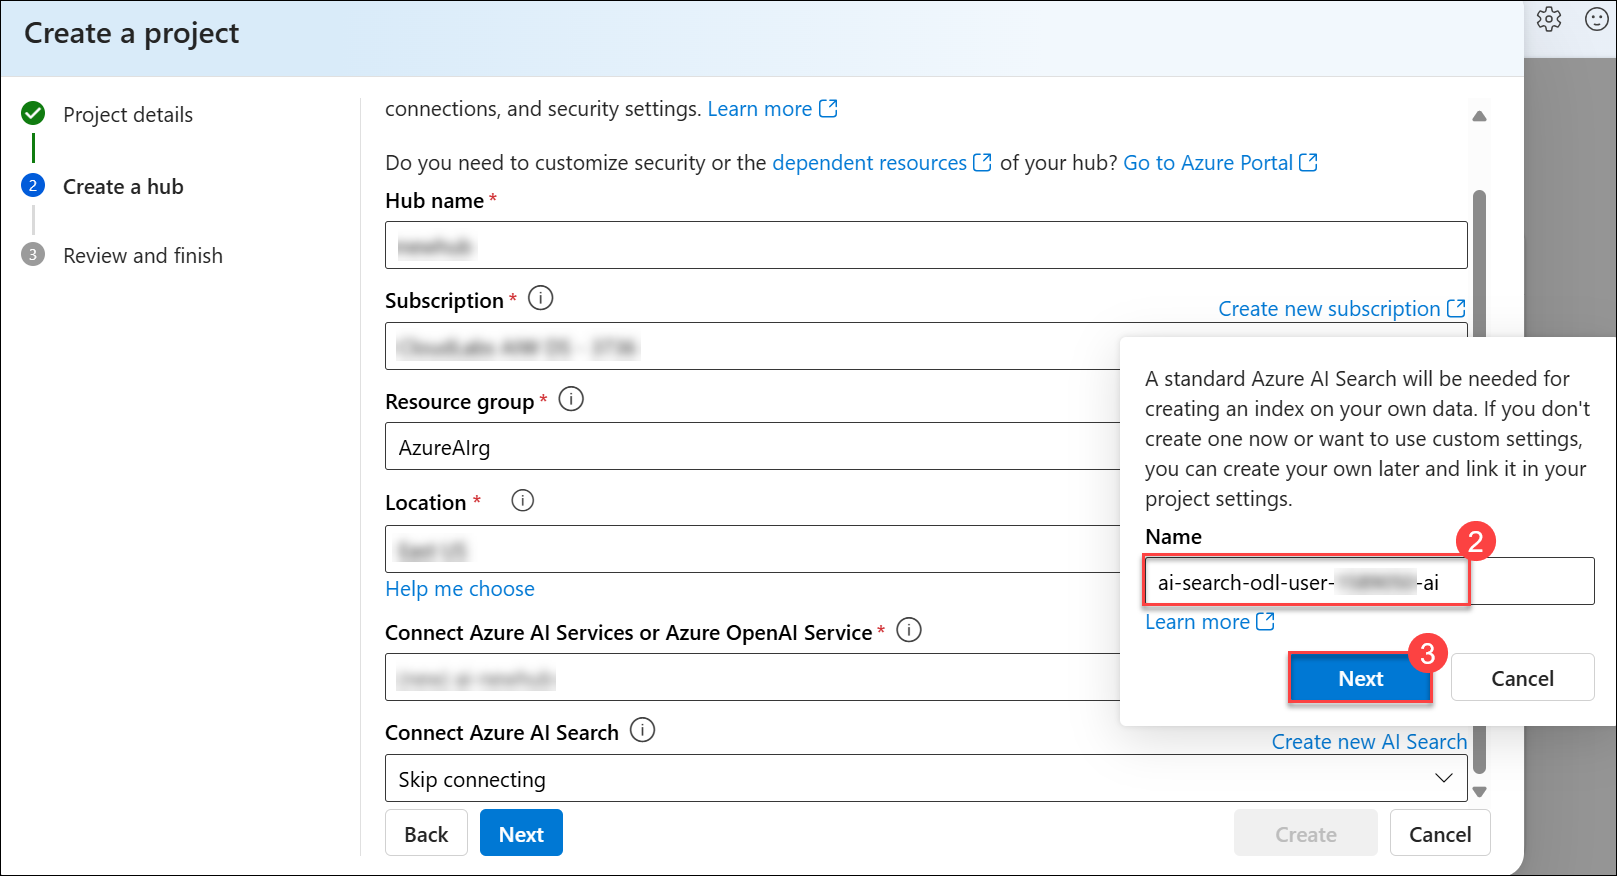 Create a project
Project details
2
Create a hub
3
Review and finish
connections, and security settings. Learn more
Do you need to customize security or the dependent resources of your hub? Go to Azure Portal
Hub name *
Subscription *
Create new subscription
Resource group *
AzureAIrg
Location *
Help me choose
Connect Azure AI Services or Azure OpenAI Service *
Connect Azure AI Search
Create new AI Search
Skip connecting
Back
Next
Create
Cancel
A standard Azure AI Search will be needed for
creating an index on your own data. If you don't
create one now or want to use custom settings,
you can create your own later and link it in your
project settings.
Name
2
ai-search-odl-user- -ai
Learn more
3
Next
Cancel